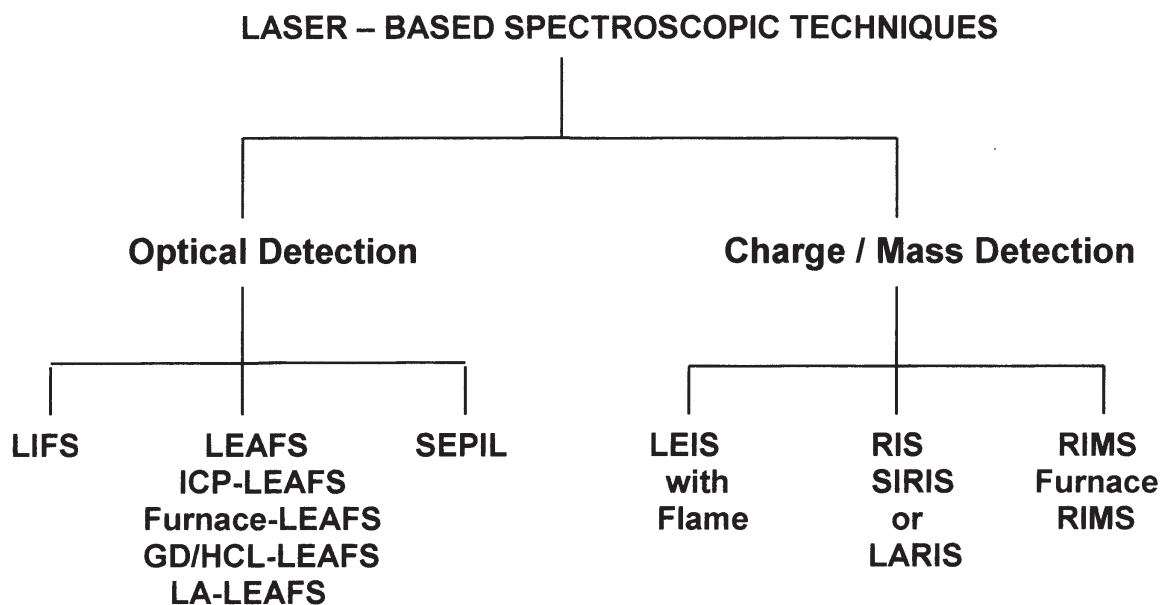 LASER – BASED SPECTROSCOPIC TECHNIQUES
Optical Detection
Charge / Mass Detection
LIFS
LEAFS
ICP-LEAFS
Furnace-LEAFS
GD/HCL-LEAFS
LA-LEAFS
SEPIL
LEIS
with
Flame
RIS
SIRIS
or
LARIS
RIMS
Furnace
RIMS